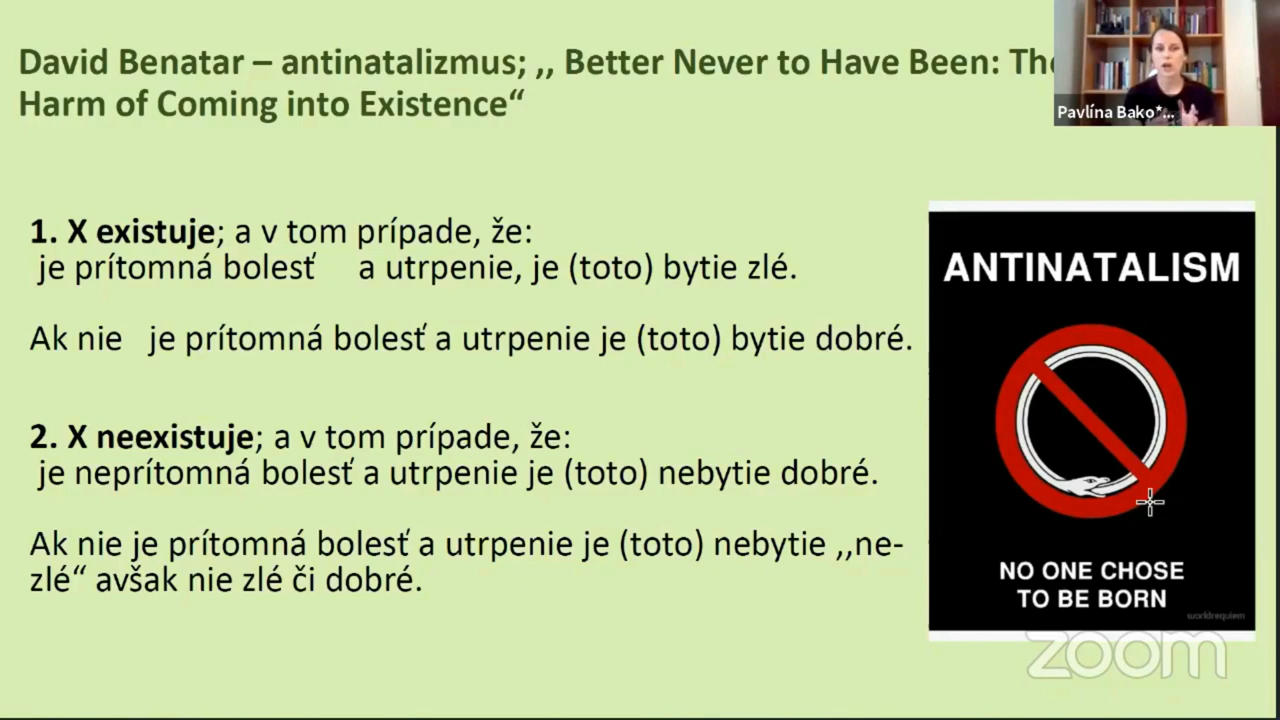 David Benatar – antinatalizmus; ,, Better Never to Have Been: The
Harm of Coming into Existence“
Pavlína Bako*...
1. X existuje; a v tom prípade, že:
je prítomná bolesť a utrpenie, je (toto) bytie zlé.
Ak nie je prítomná bolesť a utrpenie je (toto) bytie dobré.
2. X neexistuje; a v tom prípade, že:
je neprítomná bolesť a utrpenie je (toto) nebytie dobré.
Ak nie je prítomná bolesť a utrpenie je (toto) nebytie ,,ne-
zlé“ avšak nie zlé či dobré.
ANTINATALISM
NO ONE CHOSE
TO BE BORN
worldrequiem
zoom